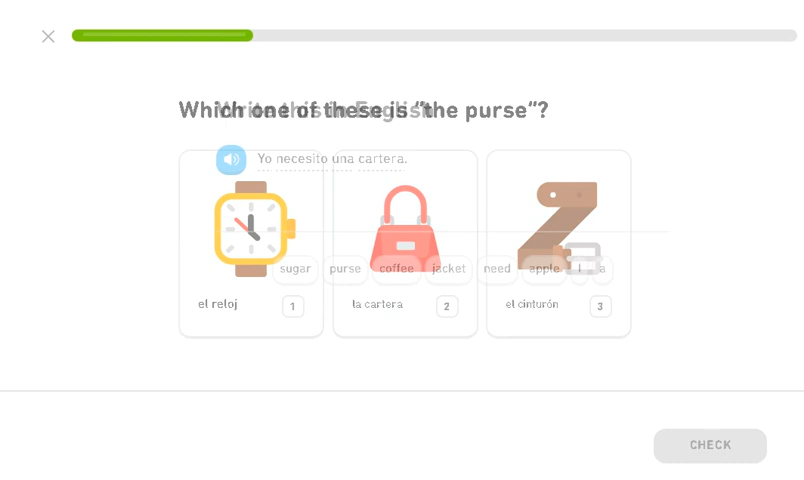 Which one of these is “the purse”?
Write this in English
Yo necesito una cartera.
sugar purse coffee jacket need apple I a
el reloj 1 la cartera 2 el cinturón 3
CHECK